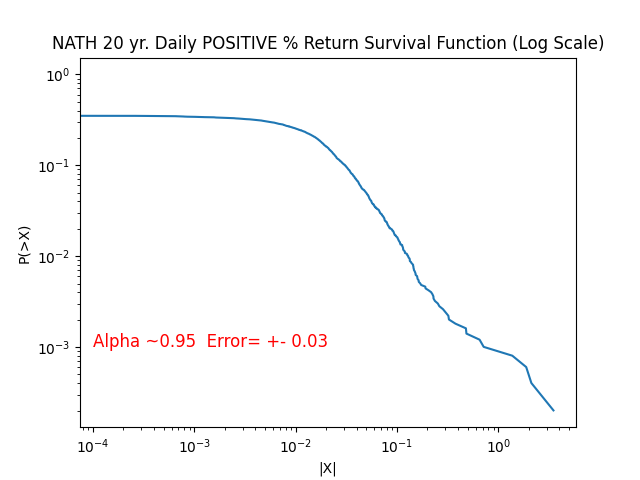 NATH 20 yr. Daily POSITIVE % Return Survival Function (Log Scale)
10⁰
10⁻¹
10⁻²
10⁻³
P(>X)
Alpha ~0.95  Error= +- 0.03
10⁻⁴ 10⁻³ 10⁻² 10⁻¹ 10⁰
|X|